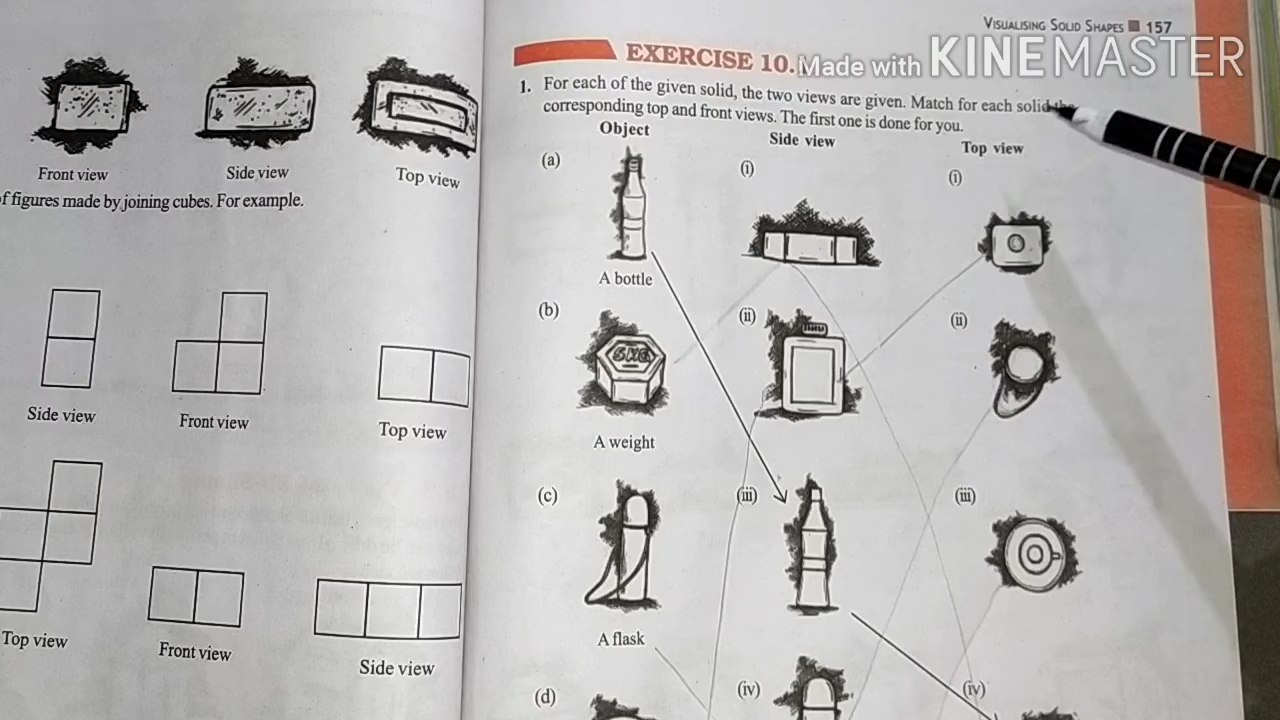 Front view
Side view
Top view
of figures made by joining cubes. For example.
Side view
Front view
Top view
Top view
Front view
Side view
VISUALISING SOLID SHAPES 157
EXERCISE 10.
Made with KINEMASTER
1. For each of the given solid, the two views are given. Match for each solid the
corresponding top and front views. The first one is done for you.
Object Side view Top view
(a) (i) (i)
A bottle
(b) (ii) (ii)
A weight
(c) (iii) (iii)
A flask
(d) (iv) (iv)